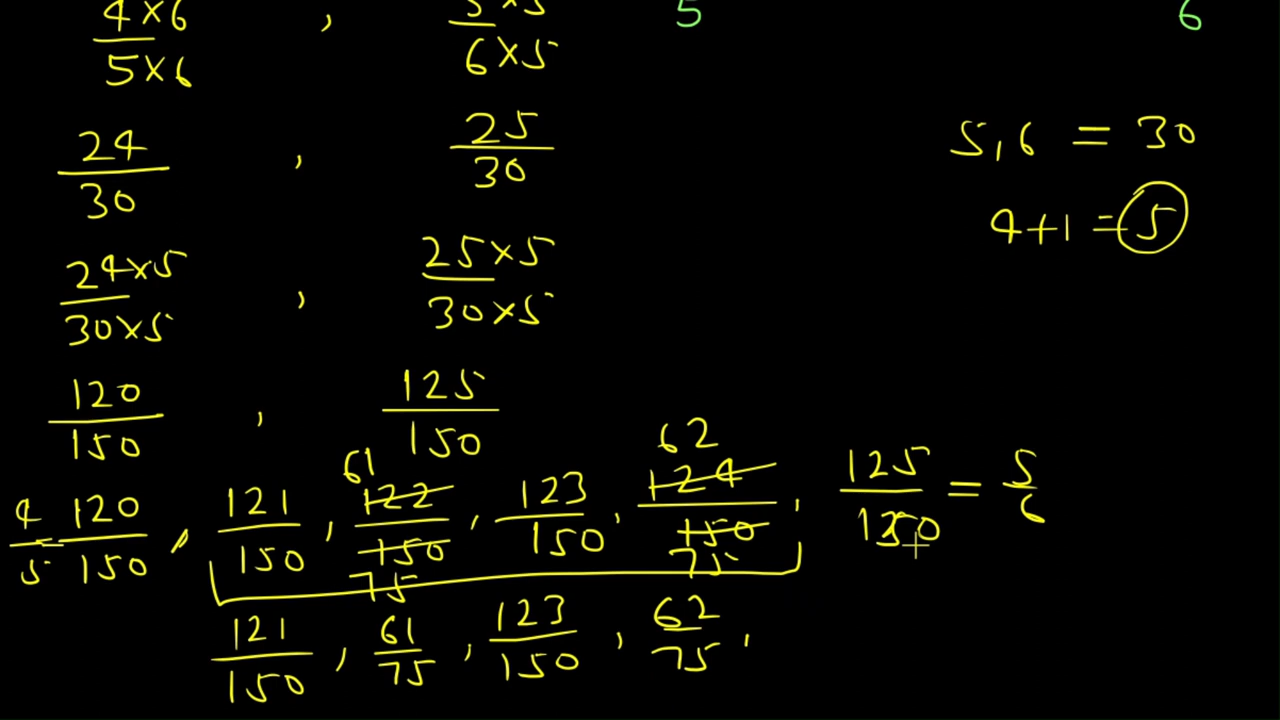 4×6 , 5×5 5 6
5×6 6×5
24 , 25 5,6 = 30
30 30
4+1 = 5
24×5 , 25×5
30×5 30×5
120 , 125
150 150
61 62
4 = 120 , 121 , 122 , 123 , 124 , 125 = 5
5 150 150 150 150 150 150 6
75 75
121 , 61 , 123 , 62 ,
150 75 150 75